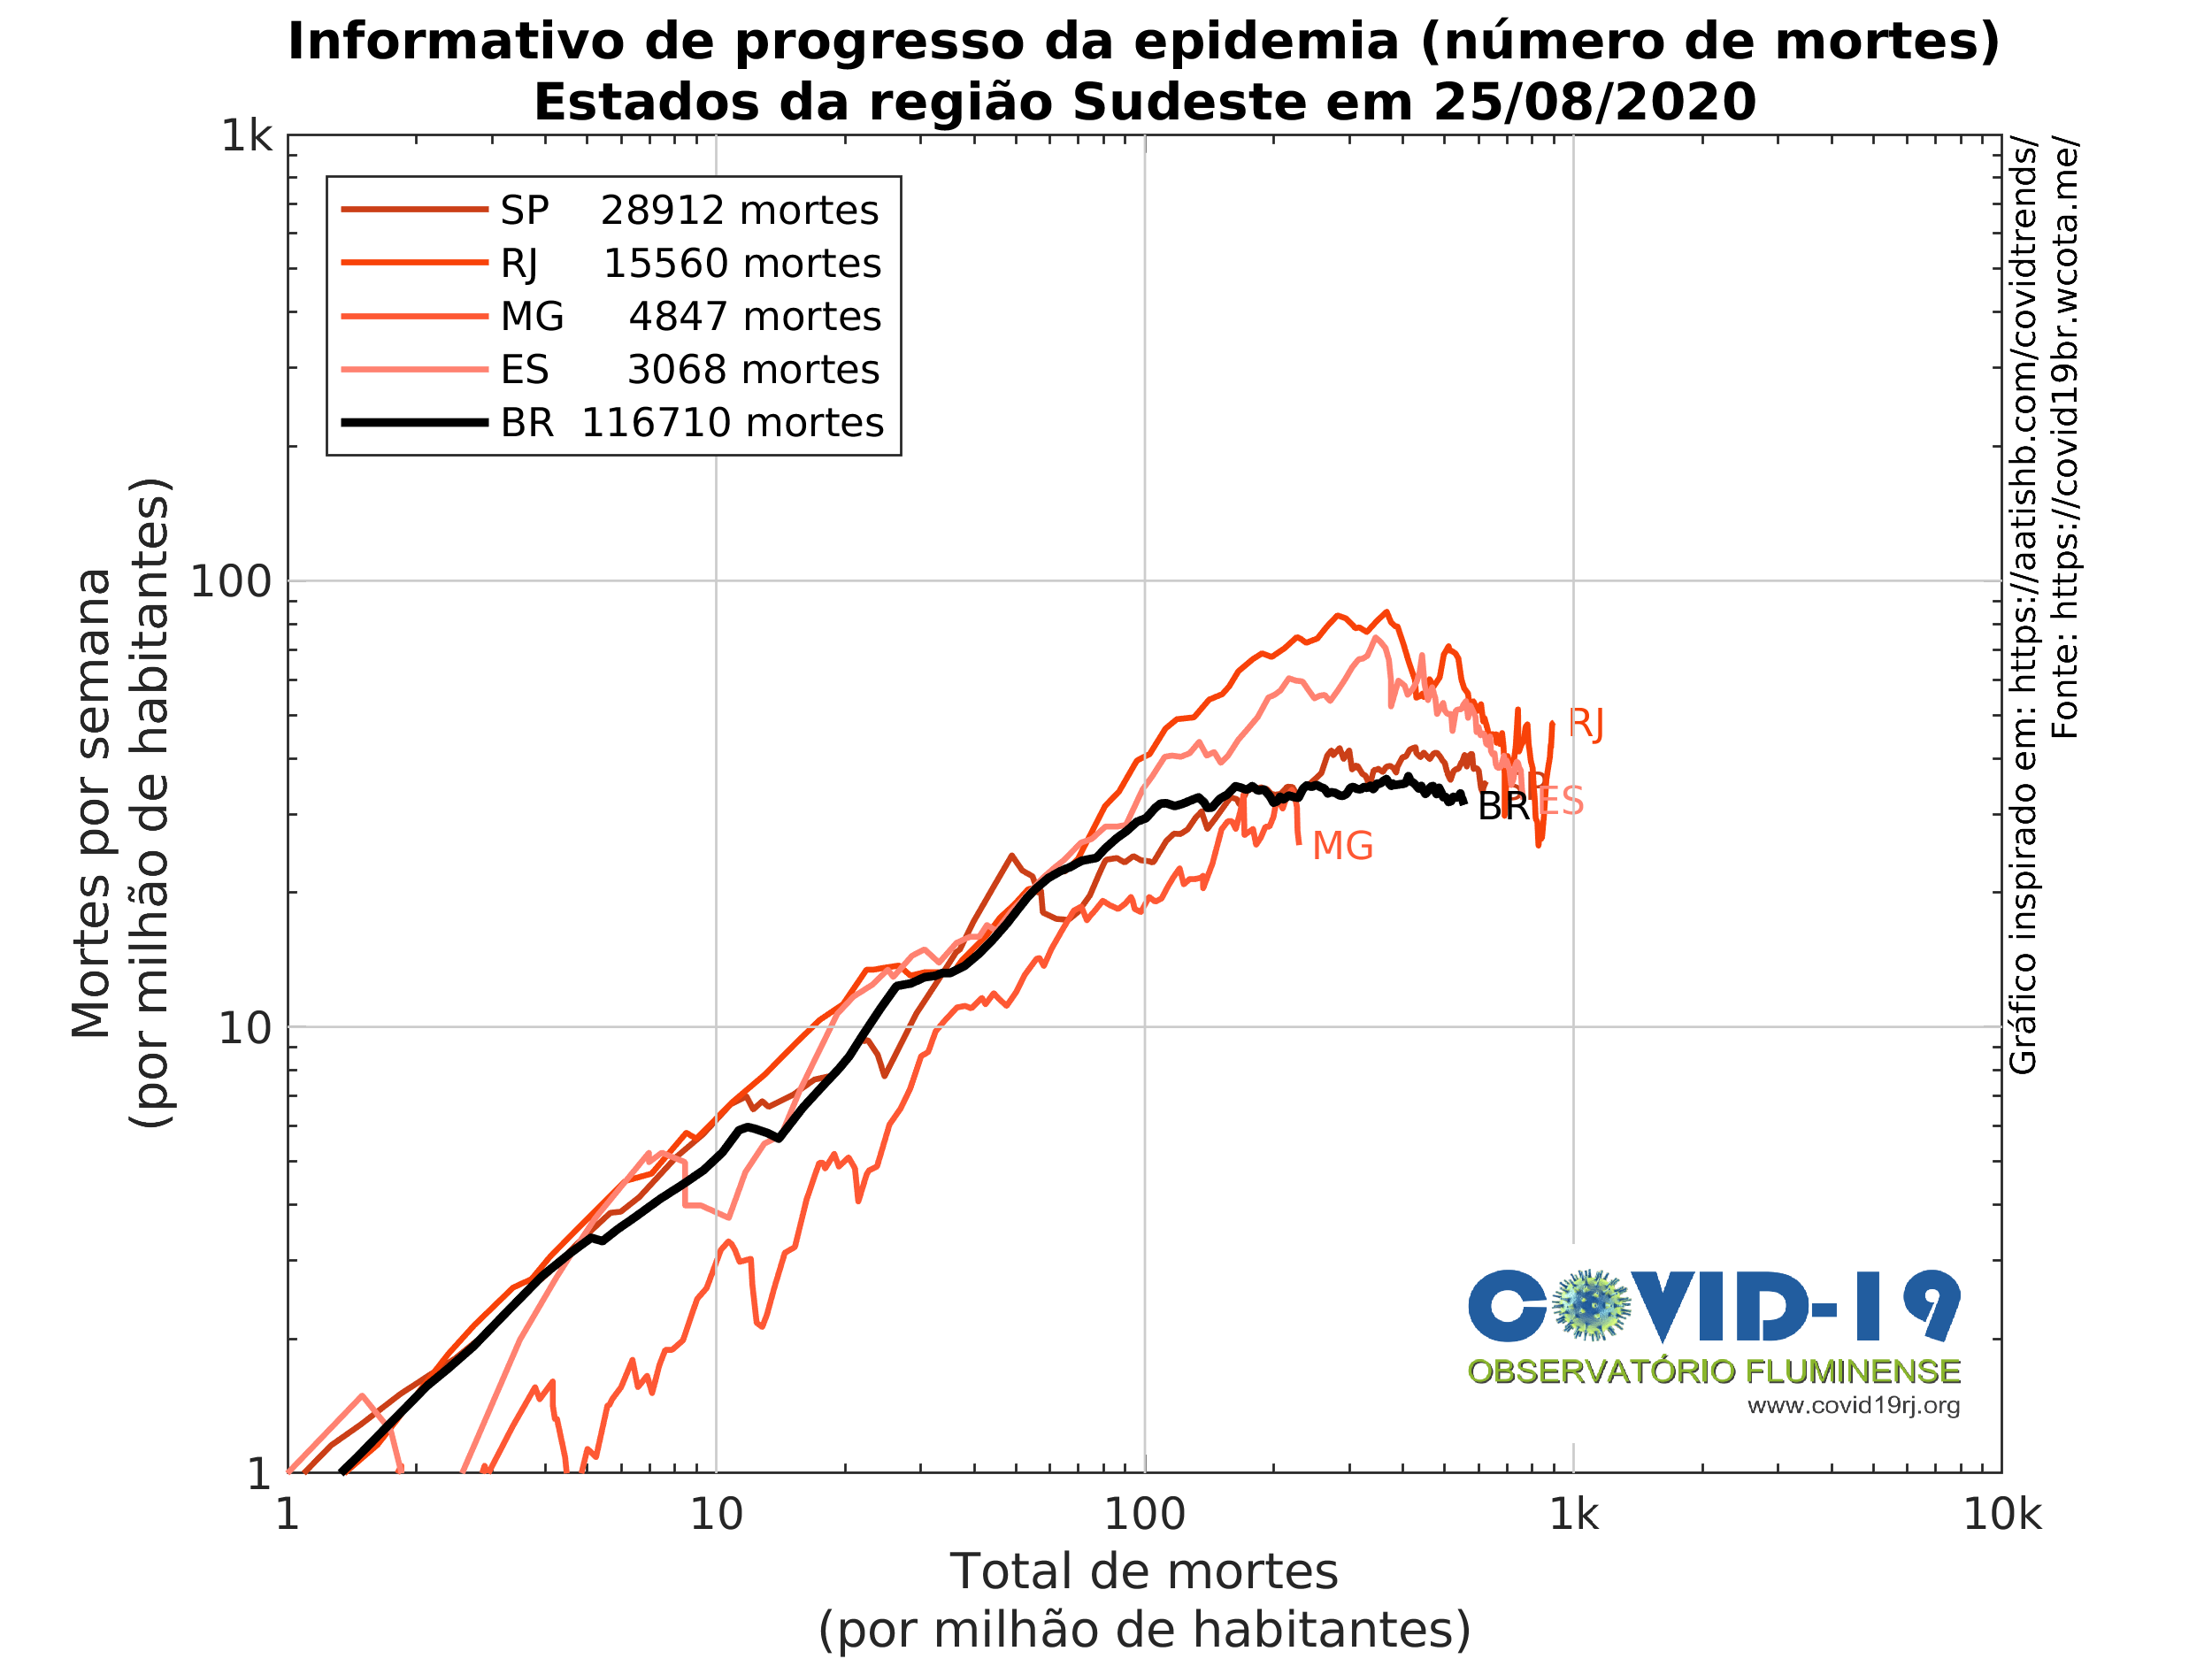 Informativo de progresso da epidemia (número de mortes)
Estados da região Sudeste em 25/08/2020
SP 28912 mortes
RJ 15560 mortes
MG 4847 mortes
ES 3068 mortes
BR 116710 mortes
1k
100
10
1
1
10
100
1k
10k
Mortes por semana
(por milhão de habitantes)
Total de mortes
(por milhão de habitantes)
RJ
BR
ES
MG
Gráfico inspirado em: https://aatishb.com/covidtrends/
Fonte: https://covid19br.wcota.me/
COVID-19
OBSERVATÓRIO FLUMINENSE
www.covid19rj.org